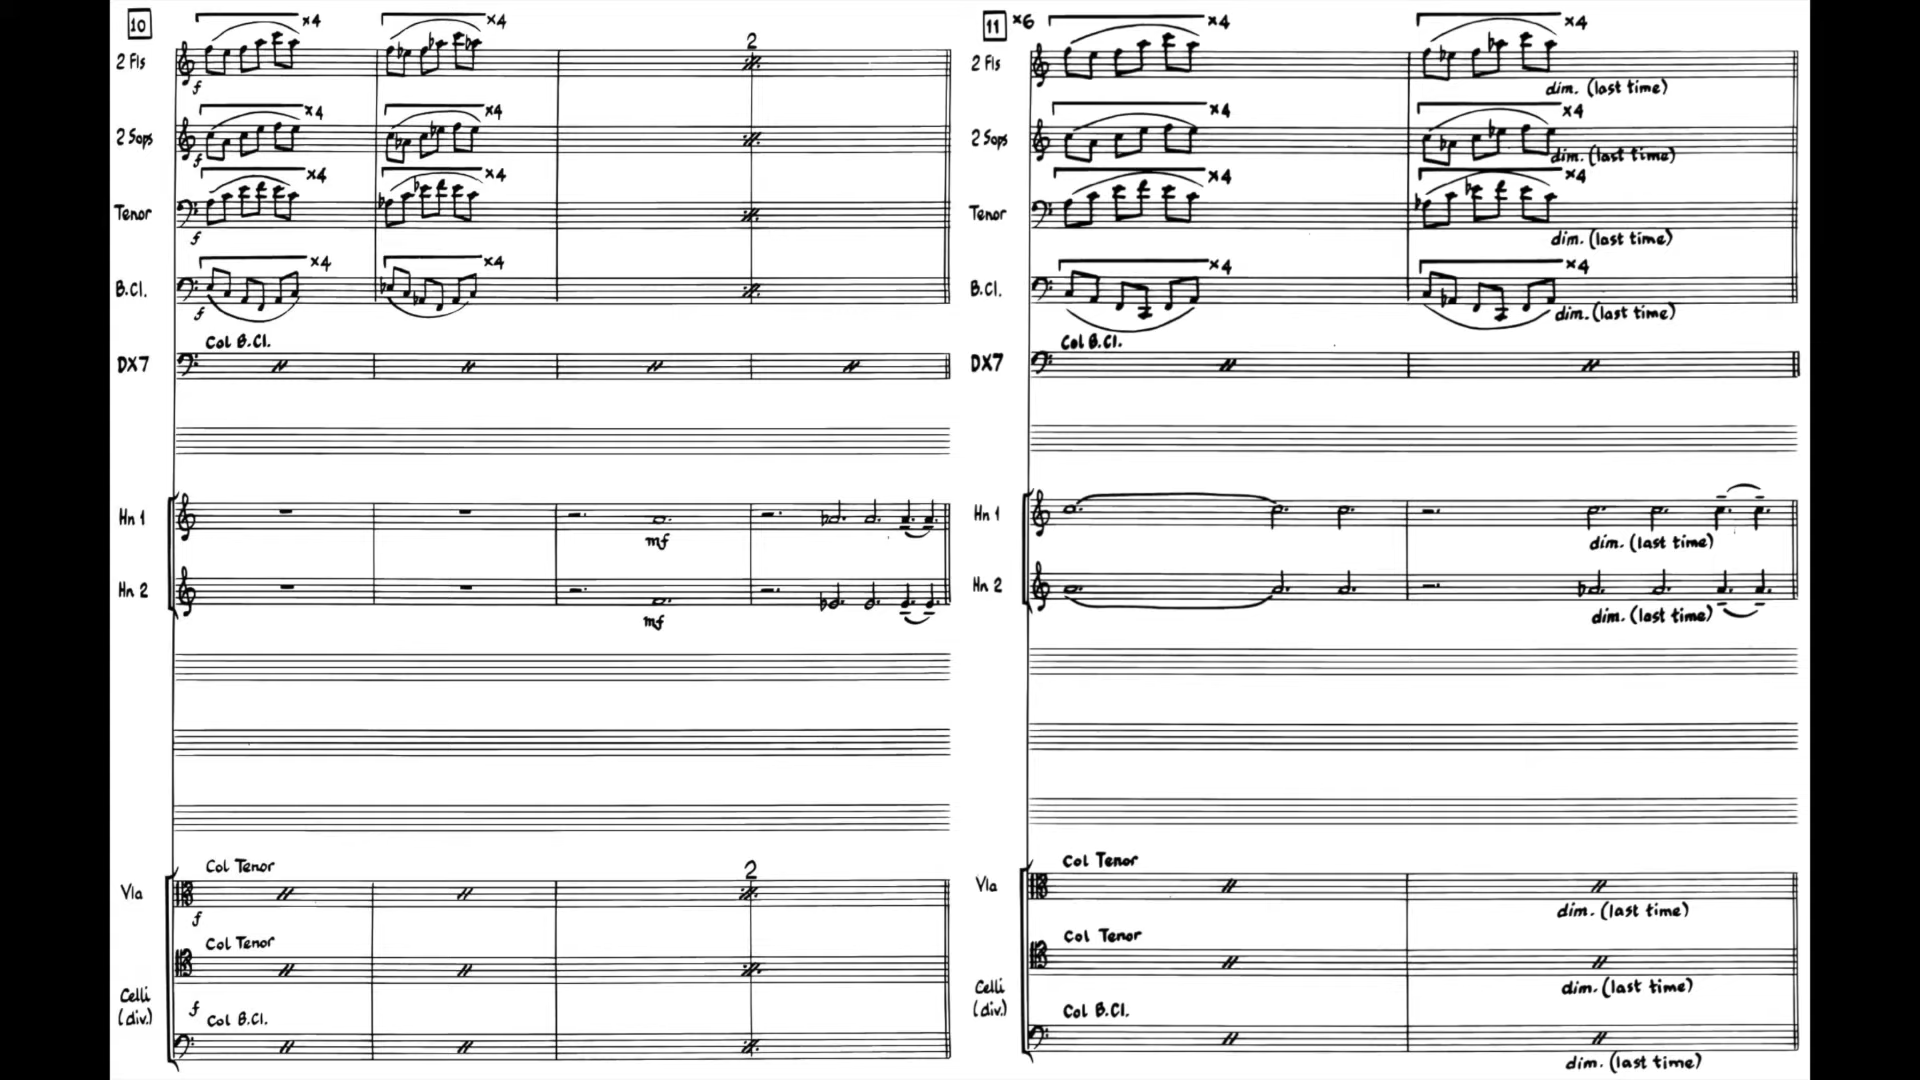 10 ×4 ×4
2 Fls f 2
×4 ×4
2 Sops f
×4 ×4
Tenor f
×4 ×4
B.Cl. f
Col B.Cl.
DX7
Hn 1 mf
Hn 2 mf
Col Tenor 2
Vla f
Col Tenor
Celli
(div.) f
Col B.Cl.
11 ×6 ×4 ×4
2 Fls dim. (last time)
×4 ×4
2 Sops dim. (last time)
×4 ×4
Tenor dim. (last time)
×4 ×4
B.Cl. dim. (last time)
Col B.Cl.
DX7
Hn 1 dim. (last time)
Hn 2 dim. (last time)
Col Tenor
Vla dim. (last time)
Col Tenor
Celli dim. (last time)
(div.) Col B.Cl.
dim. (last time)